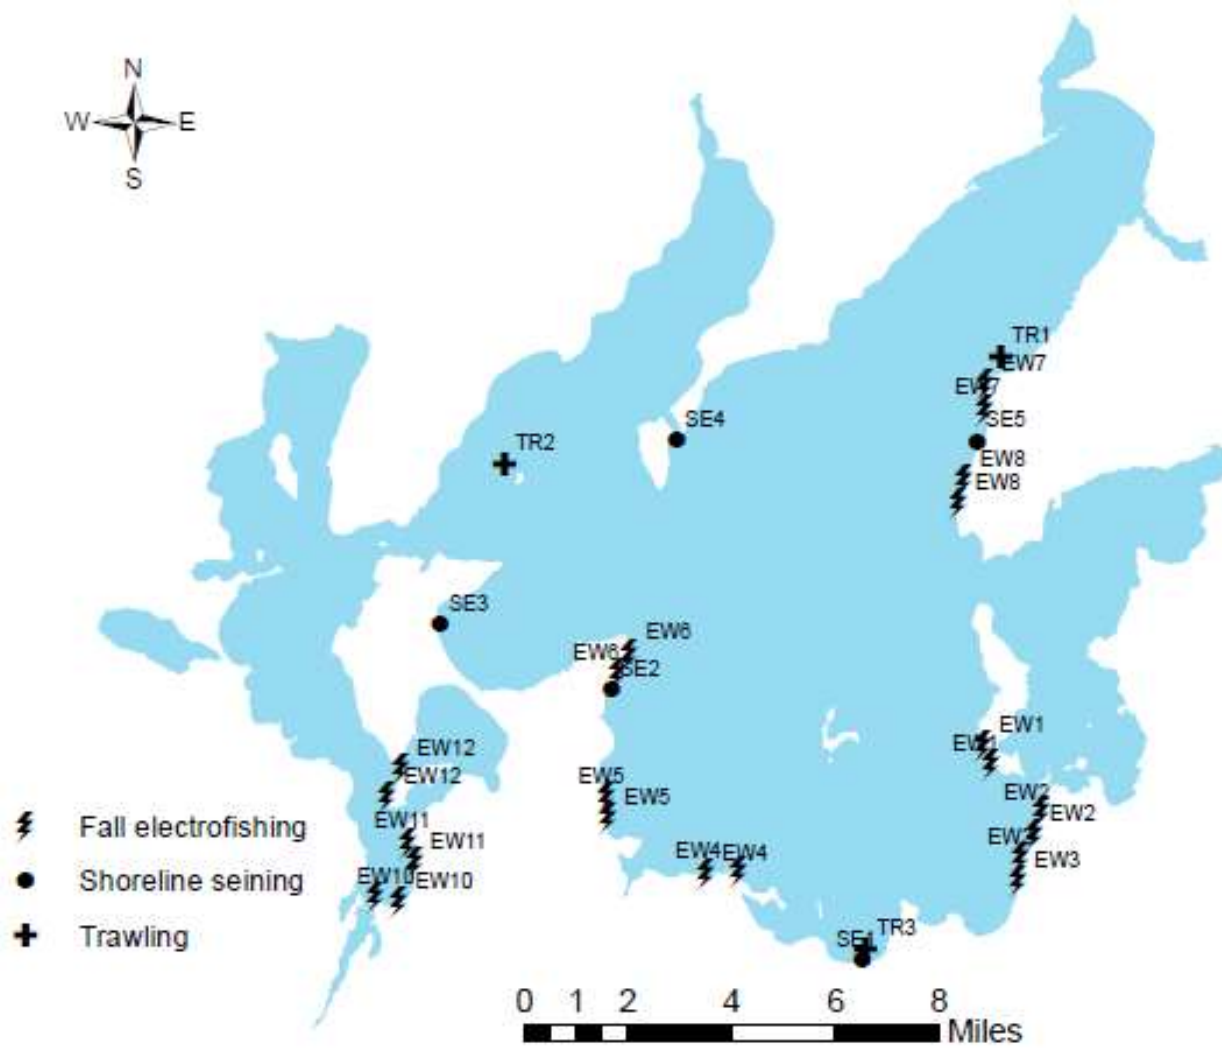 N
W E
S
TR1
EW7
EW7
SE4
SE5
TR2
EW8
EW8
SE3
EW6
EW6
SE2
EW1
EW1
EW12
EW12
EW5
EW5
EW2
EW2
EW11
Fall electrofishing
EW11
EW3
EW4 EW4
EW10 EW10
Shoreline seining
TR3
SE1
Trawling
0 1 2 4 6 8
Miles